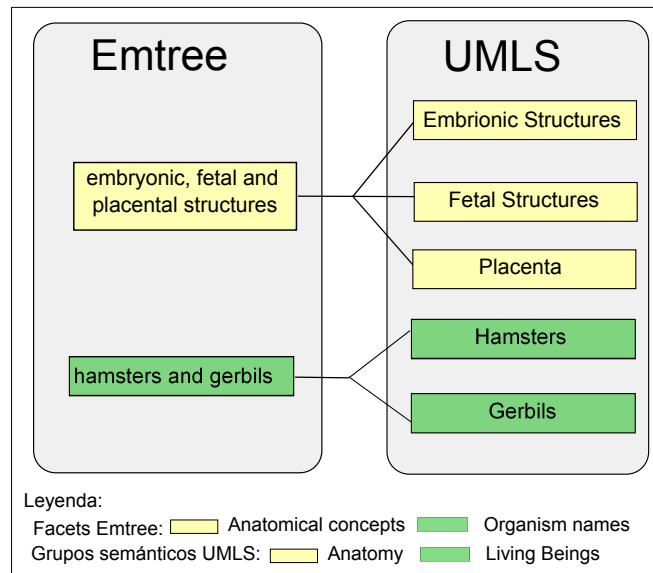 Emtree
UMLS
Embrionic Structures
embryonic, fetal and
placental structures
Fetal Structures
Placenta
Hamsters
hamsters and gerbils
Gerbils
Leyenda:
Facets Emtree: Anatomical concepts Organism names
Grupos semánticos UMLS: Anatomy Living Beings